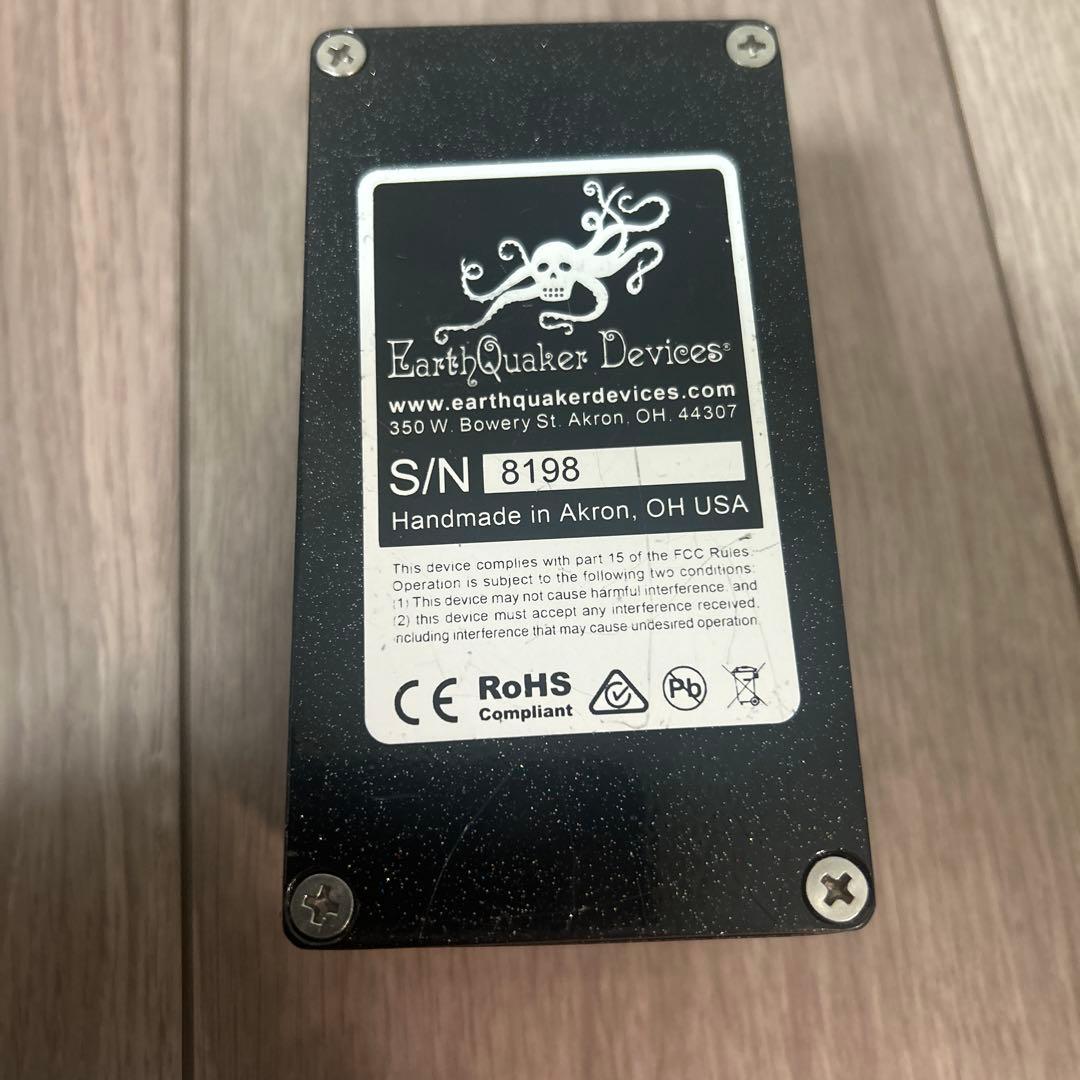 EarthQuaker Devices®
www.earthquakerdevices.com
350 W. Bowery St. Akron, OH. 44307
S/N 8198
Handmade in Akron, OH USA
This device complies with part 15 of the FCC Rules.
Operation is subject to the following two conditions:
(1) This device may not cause harmful interference, and
(2) this device must accept any interference received,
including interference that may cause undesired operation.
CE RoHS Pb
Compliant